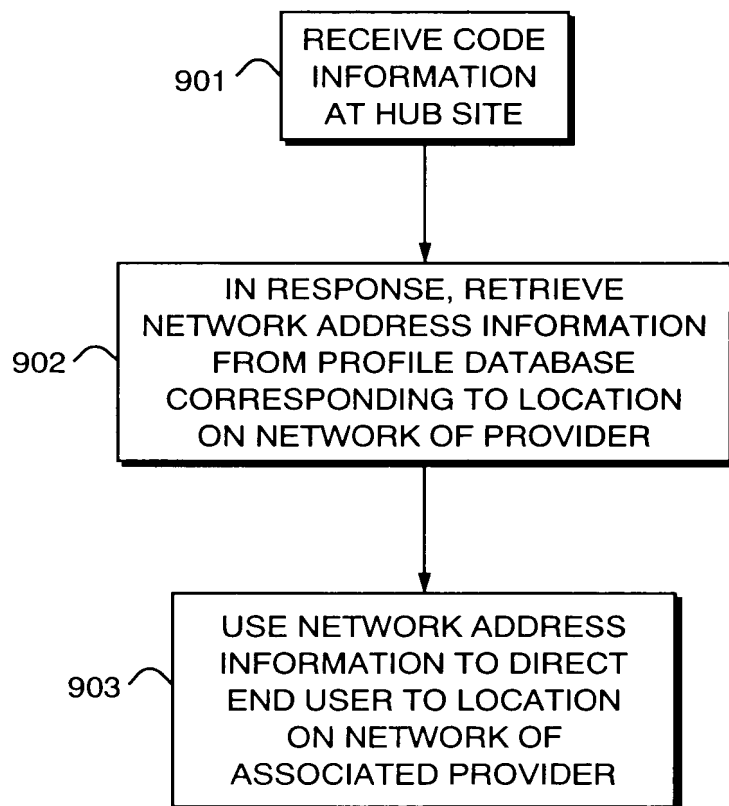 901
RECEIVE CODE
INFORMATION
AT HUB SITE
902
IN RESPONSE, RETRIEVE
NETWORK ADDRESS INFORMATION
FROM PROFILE DATABASE
CORRESPONDING TO LOCATION
ON NETWORK OF PROVIDER
903
USE NETWORK ADDRESS
INFORMATION TO DIRECT
END USER TO LOCATION
ON NETWORK OF
ASSOCIATED PROVIDER